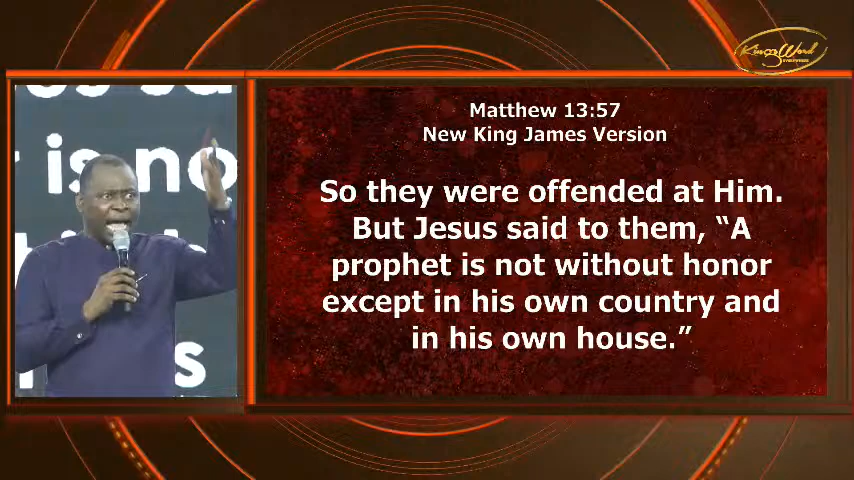 KingsWord
Matthew 13:57
New King James Version
So they were offended at Him.
But Jesus said to them, “A
prophet is not without honor
except in his own country and
in his own house.”
is no
s